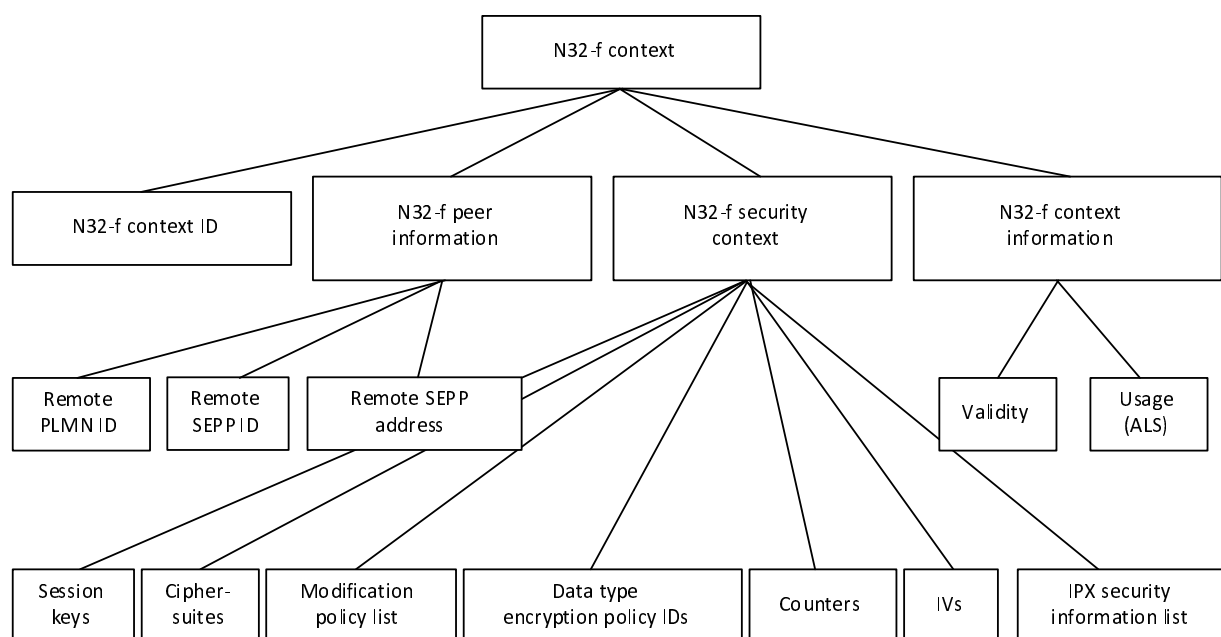 N32-f context
N32-f context ID
N32-f peer
information
N32-f security
context
N32-f context
information
Remote
PLMN ID
Remote
SEPP ID
Remote SEPP
address
Validity
Usage
(ALS)
Session
keys
Cipher-
suites
Modification
policy list
Data type
encryption policy IDs
Counters
IVs
IPX security
information list